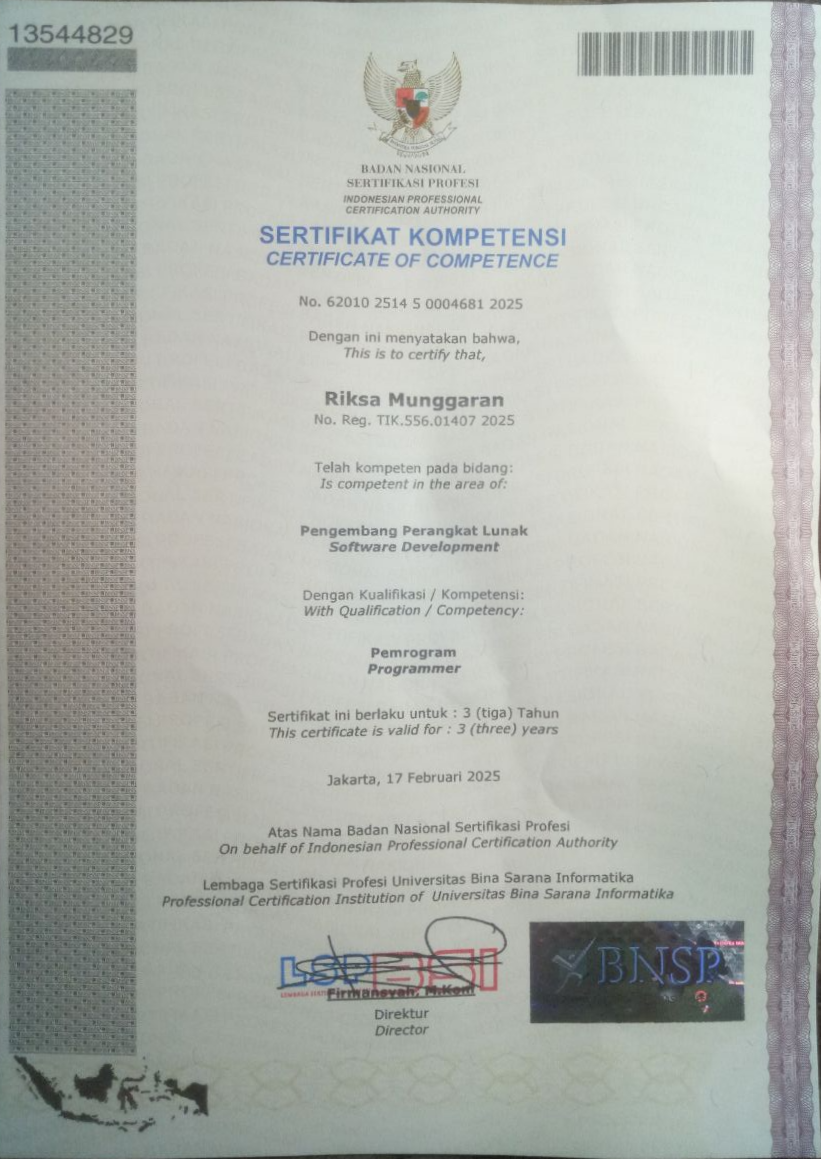 13544829
BADAN NASIONAL
SERTIFIKASI PROFESI
INDONESIAN PROFESSIONAL
CERTIFICATION AUTHORITY
SERTIFIKAT KOMPETENSI
CERTIFICATE OF COMPETENCE
No. 62010 2514 5 0004681 2025
Dengan ini menyatakan bahwa,
This is to certify that,
Riksa Munggaran
No. Reg. TIK.556.01407 2025
Telah kompeten pada bidang:
Is competent in the area of:
Pengembang Perangkat Lunak
Software Development
Dengan Kualifikasi / Kompetensi:
With Qualification / Competency:
Pemrogram
Programmer
Sertifikat ini berlaku untuk : 3 (tiga) Tahun
This certificate is valid for : 3 (three) years
Jakarta, 17 Februari 2025
Atas Nama Badan Nasional Sertifikasi Profesi
On behalf of Indonesian Professional Certification Authority
Lembaga Sertifikasi Profesi Universitas Bina Sarana Informatika
Professional Certification Institution of Universitas Bina Sarana Informatika
LSP BSI
BNSP
Firmansyah, M.Kom
Direktur
Director